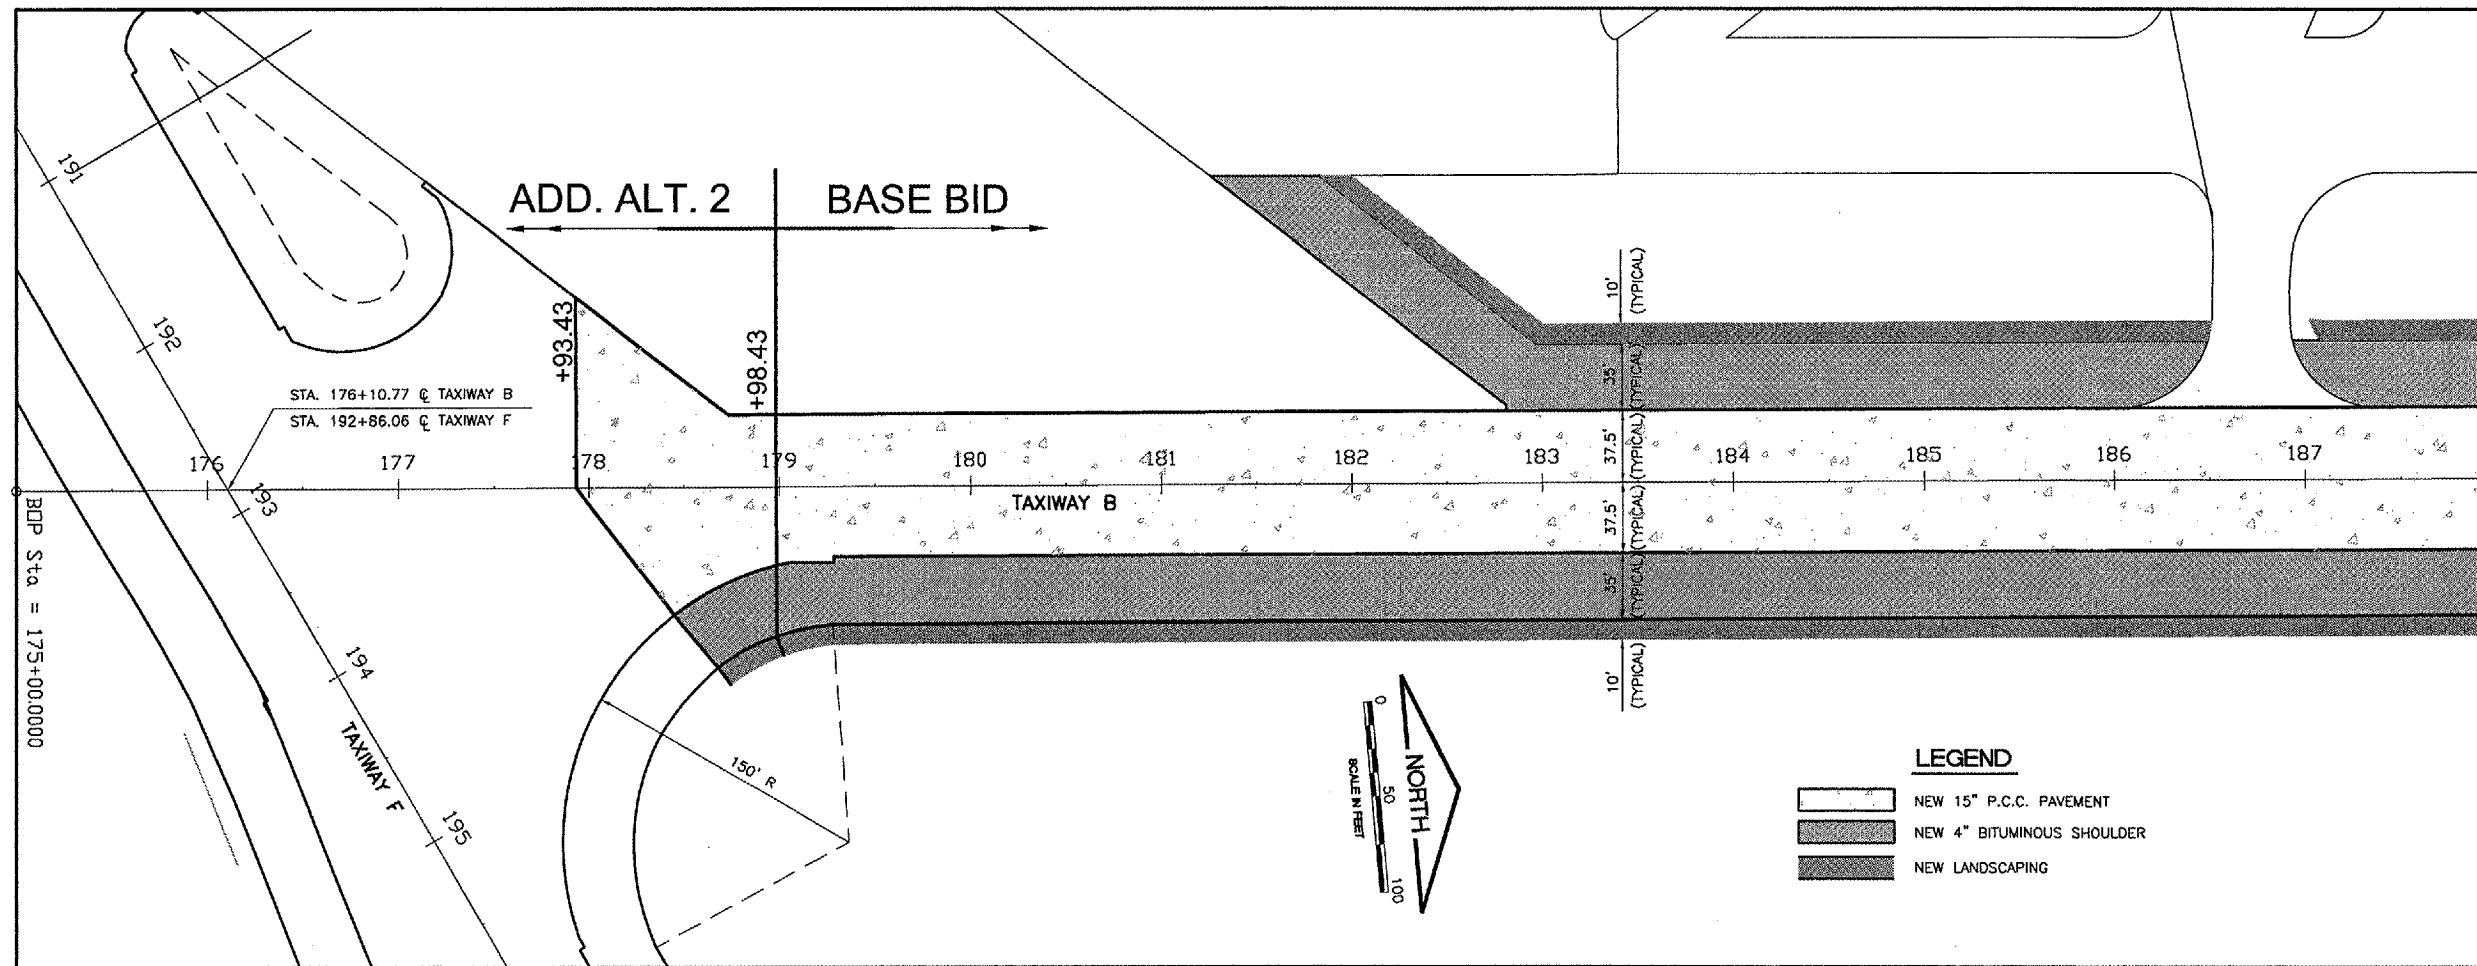 191
192
193
194
195
TAXIWAY F
ADD. ALT. 2
BASE BID
+93.43
+98.43
STA. 176+10.77 ℄ TAXIWAY B
STA. 192+86.06 ℄ TAXIWAY F
176
177
178
179
180
181
182
183
184
185
186
187
TAXIWAY B
BOP Sta = 175+00.0000
10' (TYPICAL)
35' (TYPICAL)
37.5' (TYPICAL)
37.5' (TYPICAL)
35' (TYPICAL)
10' (TYPICAL)
150' R
0
50
100
SCALE IN FEET
NORTH
LEGEND
NEW 15" P.C.C. PAVEMENT
NEW 4" BITUMINOUS SHOULDER
NEW LANDSCAPING